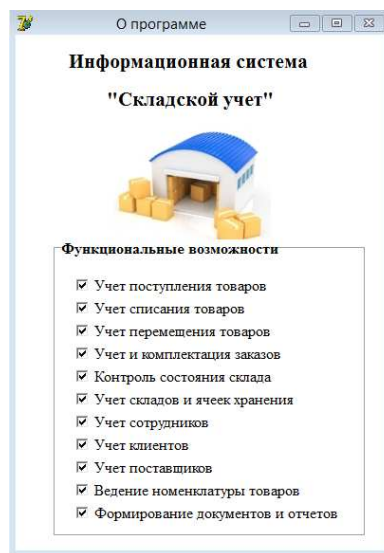 О программе
Информационная система
"Складской учет"
Функциональные возможности
Учет поступления товаров
Учет списания товаров
Учет перемещения товаров
Учет и комплектация заказов
Контроль состояния склада
Учет складов и ячеек хранения
Учет сотрудников
Учет клиентов
Учет поставщиков
Ведение номенклатуры товаров
Формирование документов и отчетов